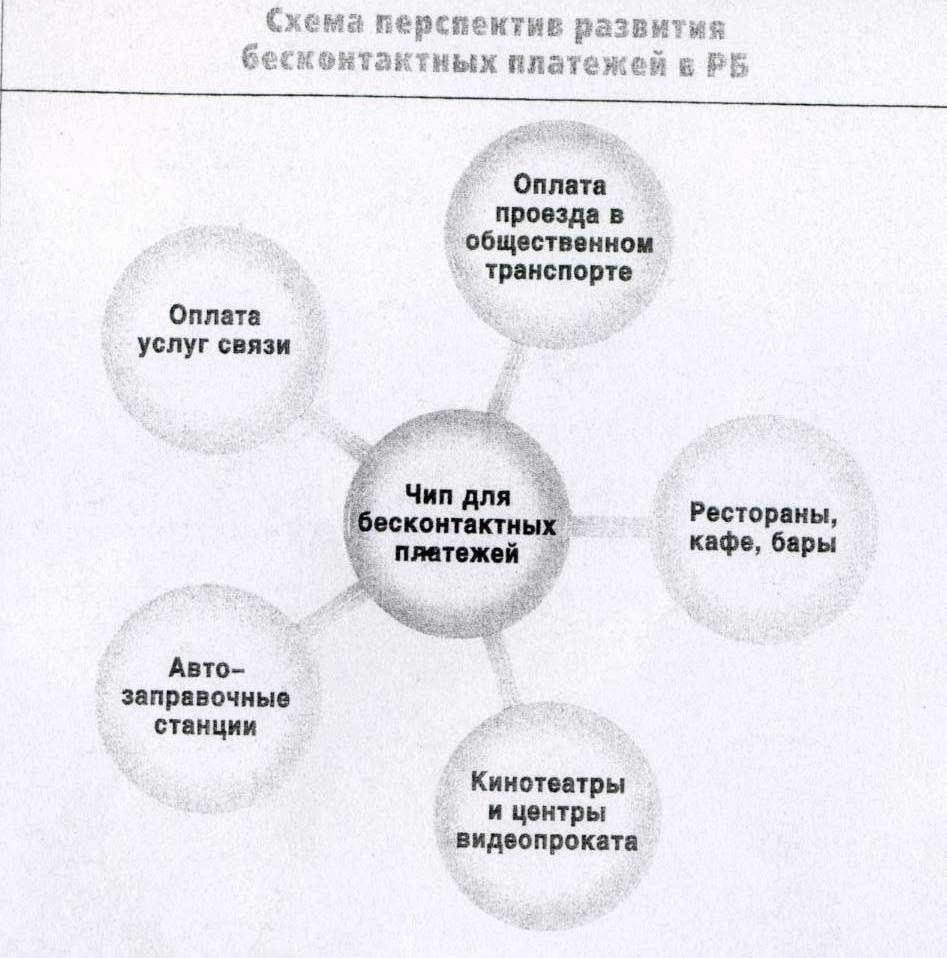 Схема перспектив развития
бесконтактных платежей в РБ
Оплата
проезда в
общественном
транспорте
Оплата
услуг связи
Чип для
бесконтактных
платежей
Рестораны,
кафе, бары
Авто-
заправочные
станции
Кинотеатры
и центры
видеопроката